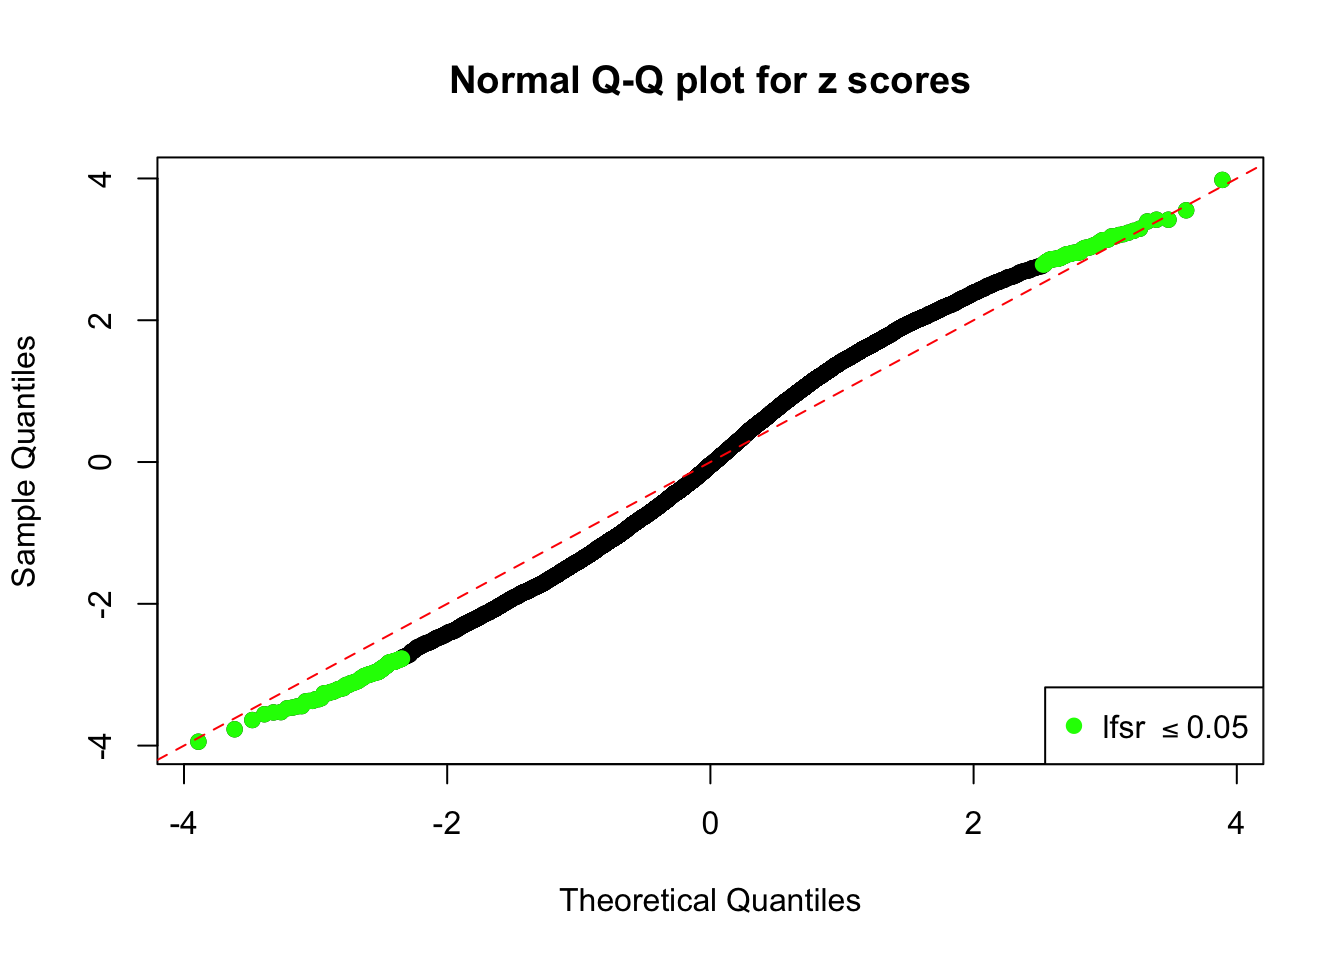 Normal Q-Q plot for z scores
Sample Quantiles
4
2
0
-2
-4
lfsr ≤ 0.05
-4 -2 0 2 4
Theoretical Quantiles